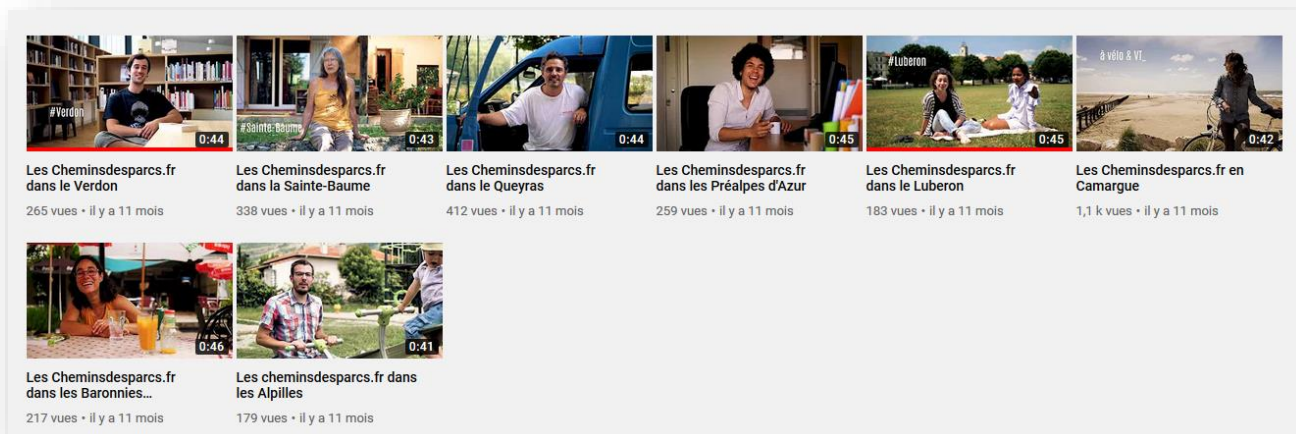 #Verdon
0:44
Les Cheminsdesparcs.fr
dans le Verdon
265 vues • il y a 11 mois
#Sainte-Baume
0:43
Les Cheminsdesparcs.fr
dans la Sainte-Baume
338 vues • il y a 11 mois
0:44
Les Cheminsdesparcs.fr
dans le Queyras
412 vues • il y a 11 mois
0:45
Les Cheminsdesparcs.fr
dans les Préalpes d'Azur
259 vues • il y a 11 mois
#Luberon
0:45
Les Cheminsdesparcs.fr
dans le Luberon
183 vues • il y a 11 mois
à vélo & VT_
0:42
Les Cheminsdesparcs.fr en
Camargue
1,1 k vues • il y a 11 mois
0:46
Les Cheminsdesparcs.fr
dans les Baronnies...
217 vues • il y a 11 mois
0:41
Les cheminsdesparcs.fr dans
les Alpilles
179 vues • il y a 11 mois